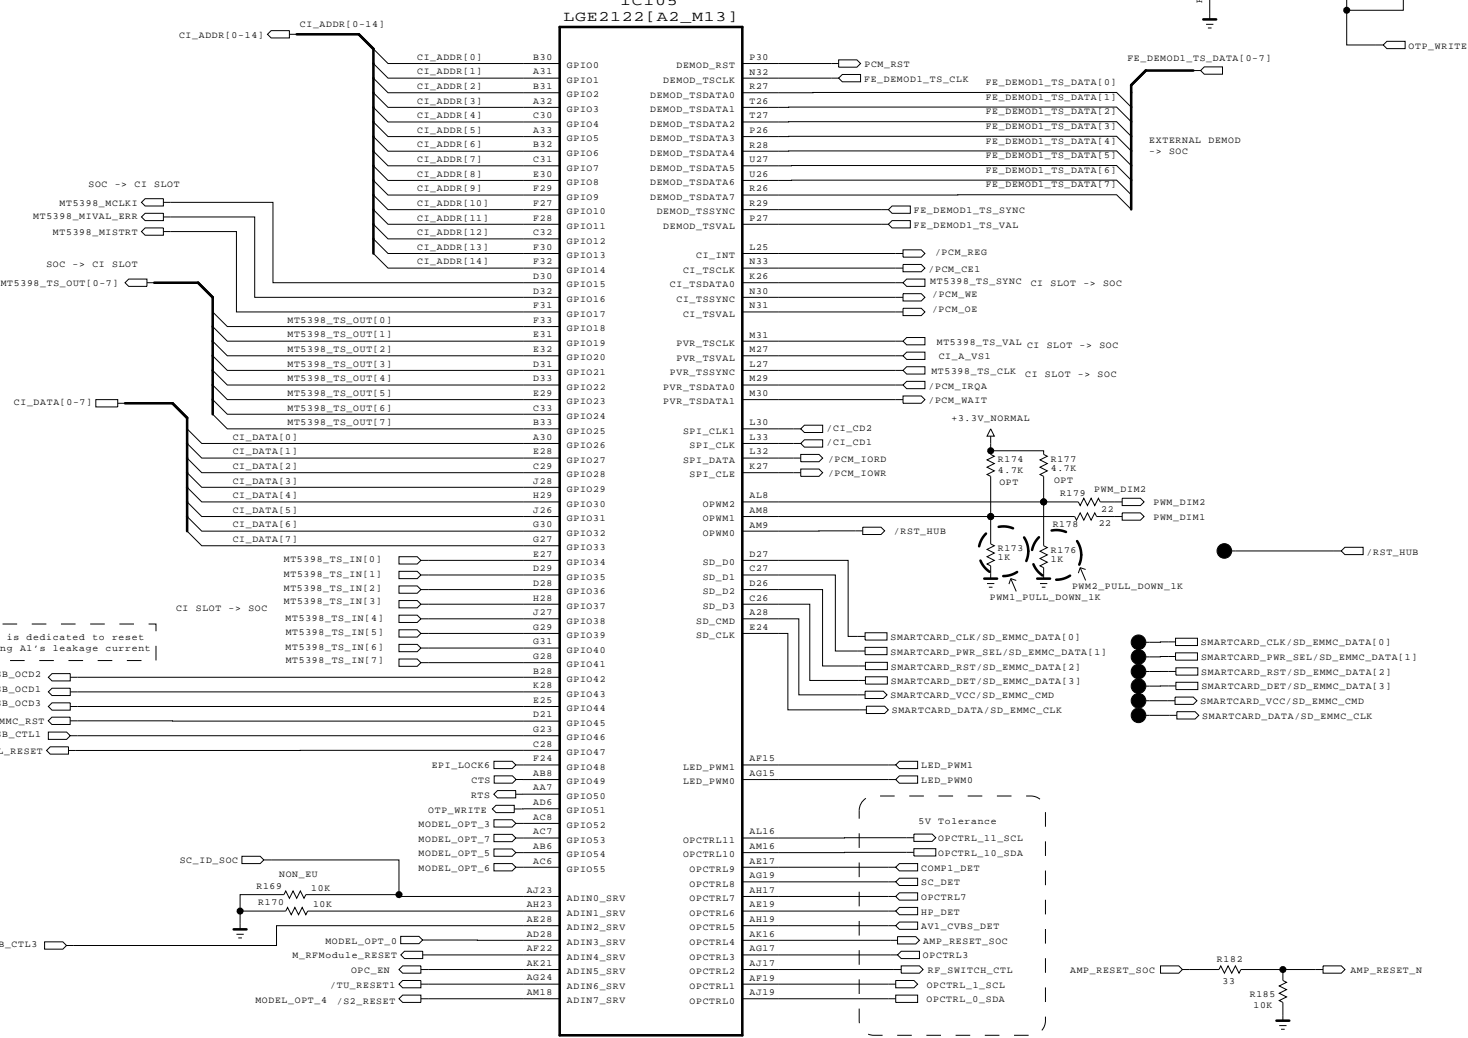 IC105
LGE2122[A2_M13]
CI_ADDR[0-14]
CI_ADDR[0-14]
CI_ADDR[0] B30 GPIO0
CI_ADDR[1] A31 GPIO1
CI_ADDR[2] B31 GPIO2
CI_ADDR[3] A32 GPIO3
CI_ADDR[4] C30 GPIO4
CI_ADDR[5] A33 GPIO5
CI_ADDR[6] B32 GPIO6
CI_ADDR[7] C31 GPIO7
CI_ADDR[8] E30 GPIO8
CI_ADDR[9] F29 GPIO9
CI_ADDR[10] F27 GPIO10
CI_ADDR[11] F28 GPIO11
CI_ADDR[12] C32 GPIO12
CI_ADDR[13] F30 GPIO13
CI_ADDR[14] F32 GPIO14
SOC -> CI SLOT
MT5398_MCLKI D30 GPIO15
MT5398_MIVAL_ERR D32 GPIO16
MT5398_MISTRT F31 GPIO17
SOC -> CI SLOT
MT5398_TS_OUT[0-7]
MT5398_TS_OUT[0] F33 GPIO18
MT5398_TS_OUT[1] E31 GPIO19
MT5398_TS_OUT[2] E32 GPIO20
MT5398_TS_OUT[3] D31 GPIO21
MT5398_TS_OUT[4] D33 GPIO22
MT5398_TS_OUT[5] E29 GPIO23
MT5398_TS_OUT[6] C33 GPIO24
MT5398_TS_OUT[7] B33 GPIO25
CI_DATA[0-7]
CI_DATA[0] A30 GPIO26
CI_DATA[1] E28 GPIO27
CI_DATA[2] C29 GPIO28
CI_DATA[3] J28 GPIO29
CI_DATA[4] H29 GPIO30
CI_DATA[5] J26 GPIO31
CI_DATA[6] G30 GPIO32
CI_DATA[7] G27 GPIO33
MT5398_TS_IN[0] E27 GPIO34
MT5398_TS_IN[1] D29 GPIO35
MT5398_TS_IN[2] D28 GPIO36
MT5398_TS_IN[3] H28 GPIO37
CI SLOT -> SOC
MT5398_TS_IN[4] J27 GPIO38
MT5398_TS_IN[5] G29 GPIO39
MT5398_TS_IN[6] G31 GPIO40
MT5398_TS_IN[7] G28 GPIO41
is dedicated to reset
ng A1's leakage current
B_OCD2 B28 GPIO42
B_OCD1 K28 GPIO43
B_OCD3 E25 GPIO44
MMC_RST D21 GPIO45
B_CTL1 G23 GPIO46
L_RESET C28 GPIO47
EPI_LOCK6 F24 GPIO48
CTS AB8 GPIO49
RTS AA7 GPIO50
OTP_WRITE AD6 GPIO51
MODEL_OPT_3 AC8 GPIO52
MODEL_OPT_7 AC7 GPIO53
MODEL_OPT_5 AB6 GPIO54
MODEL_OPT_6 AC6 GPIO55
SC_ID_SOC
NON_EU
R169 10K AJ23 ADIN0_SRV
R170 10K AH23 ADIN1_SRV
B_CTL3 AE28 ADIN2_SRV
MODEL_OPT_0 AD28 ADIN3_SRV
M_RFModule_RESET AF22 ADIN4_SRV
OPC_EN AK21 ADIN5_SRV
/TU_RESET1 AG24 ADIN6_SRV
MODEL_OPT_4 /S2_RESET AM18 ADIN7_SRV
OTP_WRITE
FE_DEMOD1_TS_DATA[0-7]
DEMOD_RST P30 PCM_RST
DEMOD_TSCLK N32 FE_DEMOD1_TS_CLK
DEMOD_TSDATA0 R27 FE_DEMOD1_TS_DATA[0]
DEMOD_TSDATA1 T26 FE_DEMOD1_TS_DATA[1]
DEMOD_TSDATA2 T27 FE_DEMOD1_TS_DATA[2]
DEMOD_TSDATA3 P26 FE_DEMOD1_TS_DATA[3]
DEMOD_TSDATA4 R28 FE_DEMOD1_TS_DATA[4]
DEMOD_TSDATA5 U27 FE_DEMOD1_TS_DATA[5]
DEMOD_TSDATA6 U26 FE_DEMOD1_TS_DATA[6]
DEMOD_TSDATA7 R26 FE_DEMOD1_TS_DATA[7]
EXTERNAL DEMOD
-> SOC
DEMOD_TSSYNC R29 FE_DEMOD1_TS_SYNC
DEMOD_TSVAL P27 FE_DEMOD1_TS_VAL
CI_INT L25 /PCM_REG
CI_TSCLK N33 /PCM_CE1
CI_TSDATA0 K26 MT5398_TS_SYNC CI SLOT -> SOC
CI_TSSYNC N30 /PCM_WE
CI_TSVAL N31 /PCM_OE
PVR_TSCLK M31 MT5398_TS_VAL CI SLOT -> SOC
PVR_TSVAL M27 CI_A_VS1
PVR_TSSYNC L27 MT5398_TS_CLK CI SLOT -> SOC
PVR_TSDATA0 M29 /PCM_IRQA
PVR_TSDATA1 M30 /PCM_WAIT
SPI_CLK1 L30 /CI_CD2
SPI_CLK L33 /CI_CD1
SPI_DATA L32 /PCM_IORD
SPI_CLE K27 /PCM_IOWR
+3.3V_NORMAL
R174
4.7K
OPT
R177
4.7K
OPT
OPWM2 AL8 R179 22 PWM_DIM2 PWM_DIM2
OPWM1 AM8 R178 22 PWM_DIM1
OPWM0 AM9 /RST_HUB
R173
1K
R176
1K
PWM2_PULL_DOWN_1K
PWM1_PULL_DOWN_1K
/RST_HUB
SD_D0 D27
SD_D1 C27
SD_D2 D26
SD_D3 C26
SD_CMD A28
SD_CLK E24
SMARTCARD_CLK/SD_EMMC_DATA[0]
SMARTCARD_PWR_SEL/SD_EMMC_DATA[1]
SMARTCARD_RST/SD_EMMC_DATA[2]
SMARTCARD_DET/SD_EMMC_DATA[3]
SMARTCARD_VCC/SD_EMMC_CMD
SMARTCARD_DATA/SD_EMMC_CLK
SMARTCARD_CLK/SD_EMMC_DATA[0]
SMARTCARD_PWR_SEL/SD_EMMC_DATA[1]
SMARTCARD_RST/SD_EMMC_DATA[2]
SMARTCARD_DET/SD_EMMC_DATA[3]
SMARTCARD_VCC/SD_EMMC_CMD
SMARTCARD_DATA/SD_EMMC_CLK
LED_PWM1 AF15 LED_PWM1
LED_PWM0 AG15 LED_PWM0
5V Tolerance
OPCTRL11 AL16 OPCTRL_11_SCL
OPCTRL10 AM16 OPCTRL_10_SDA
OPCTRL9 AE17 COMP1_DET
OPCTRL8 AG19 SC_DET
OPCTRL7 AH17 OPCTRL7
OPCTRL6 AE19 HP_DET
OPCTRL5 AH19 AV1_CVBS_DET
OPCTRL4 AK16 AMP_RESET_SOC
OPCTRL3 AG17 OPCTRL3
OPCTRL2 AJ17 RF_SWITCH_CTL
OPCTRL1 AF19 OPCTRL_1_SCL
OPCTRL0 AJ19 OPCTRL_0_SDA
AMP_RESET_SOC R182 33 AMP_RESET_N
R185
10K